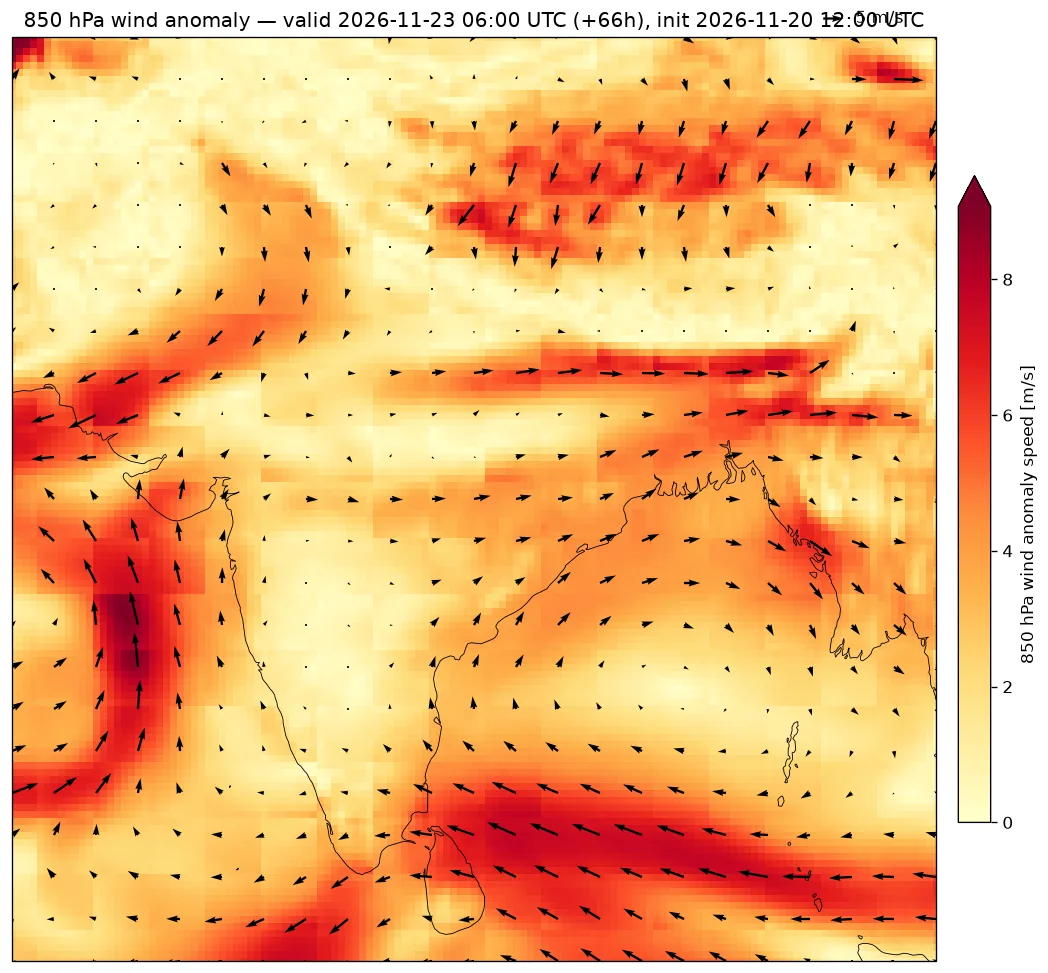 850 hPa wind anomaly — valid 2026-11-23 06:00 UTC (+66h), init 2026-11-20 12:00 UTC
5 m/s
8
6
4
2
0
850 hPa wind anomaly speed [m/s]